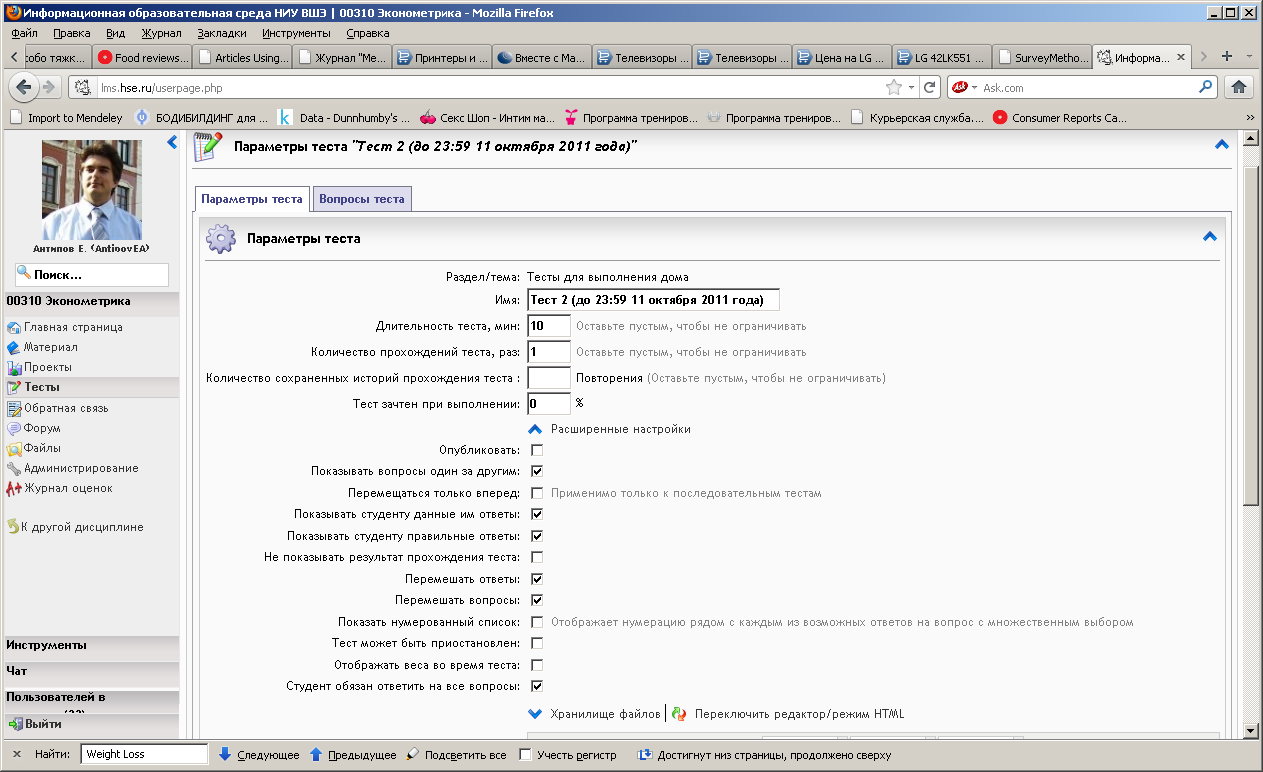 Информационная образовательная среда НИУ ВШЭ | 00310 Эконометрика - Mozilla Firefox
Файл Правка Вид Журнал Закладки Инструменты Справка
собо тяжк... Food reviews... Articles Using... Журнал "Ме... Принтеры и ... Вместе с Ма... Телевизоры ... Телевизоры ... Цена на LG ... LG 42LK551 ... SurveyMetho... Информа...
lms.hse.ru/userpage.php
Ask Ask.com
Import to Mendeley БОДИБИЛДИНГ для ... Data - Dunnhumby's ... Секс Шоп - Интим ма... Программа трениров... Программа трениров... Курьерская служба.... Consumer Reports Ca... »
Параметры теста "Тест 2 (до 23:59 11 октября 2011 года)"
Антипов Е. (AntipovEA)
Поиск...
00310 Эконометрика
Главная страница
Материал
Проекты
Тесты
Обратная связь
Форум
Файлы
Администрирование
Журнал оценок
К другой дисциплине
Инструменты
Чат
Пользователей в
Выйти
Параметры теста Вопросы теста
Параметры теста
Раздел/тема: Тесты для выполнения дома
Имя: Тест 2 (до 23:59 11 октября 2011 года)
Длительность теста, мин: 10 Оставьте пустым, чтобы не ограничивать
Количество прохождений теста, раз: 1 Оставьте пустым, чтобы не ограничивать
Количество сохраненных историй прохождения теста : Повторения (Оставьте пустым, чтобы не ограничивать)
Тест зачтен при выполнении: 0 %
Расширенные настройки
Опубликовать:
Показывать вопросы один за другим:
Перемещаться только вперед: Применимо только к последовательным тестам
Показывать студенту данные им ответы:
Показывать студенту правильные ответы:
Не показывать результат прохождения теста:
Перемешать ответы:
Перемешать вопросы:
Показать нумерованный список: Отображает нумерацию рядом с каждым из возможных ответов на вопрос с множественным выбором
Тест может быть приостановлен:
Отображать веса во время теста:
Студент обязан ответить на все вопросы:
Хранилище файлов Переключить редактор/режим HTML
Найти: Weight Loss Следующее Предыдущее Подсветить все Учесть регистр Достигнут низ страницы, продолжено сверху